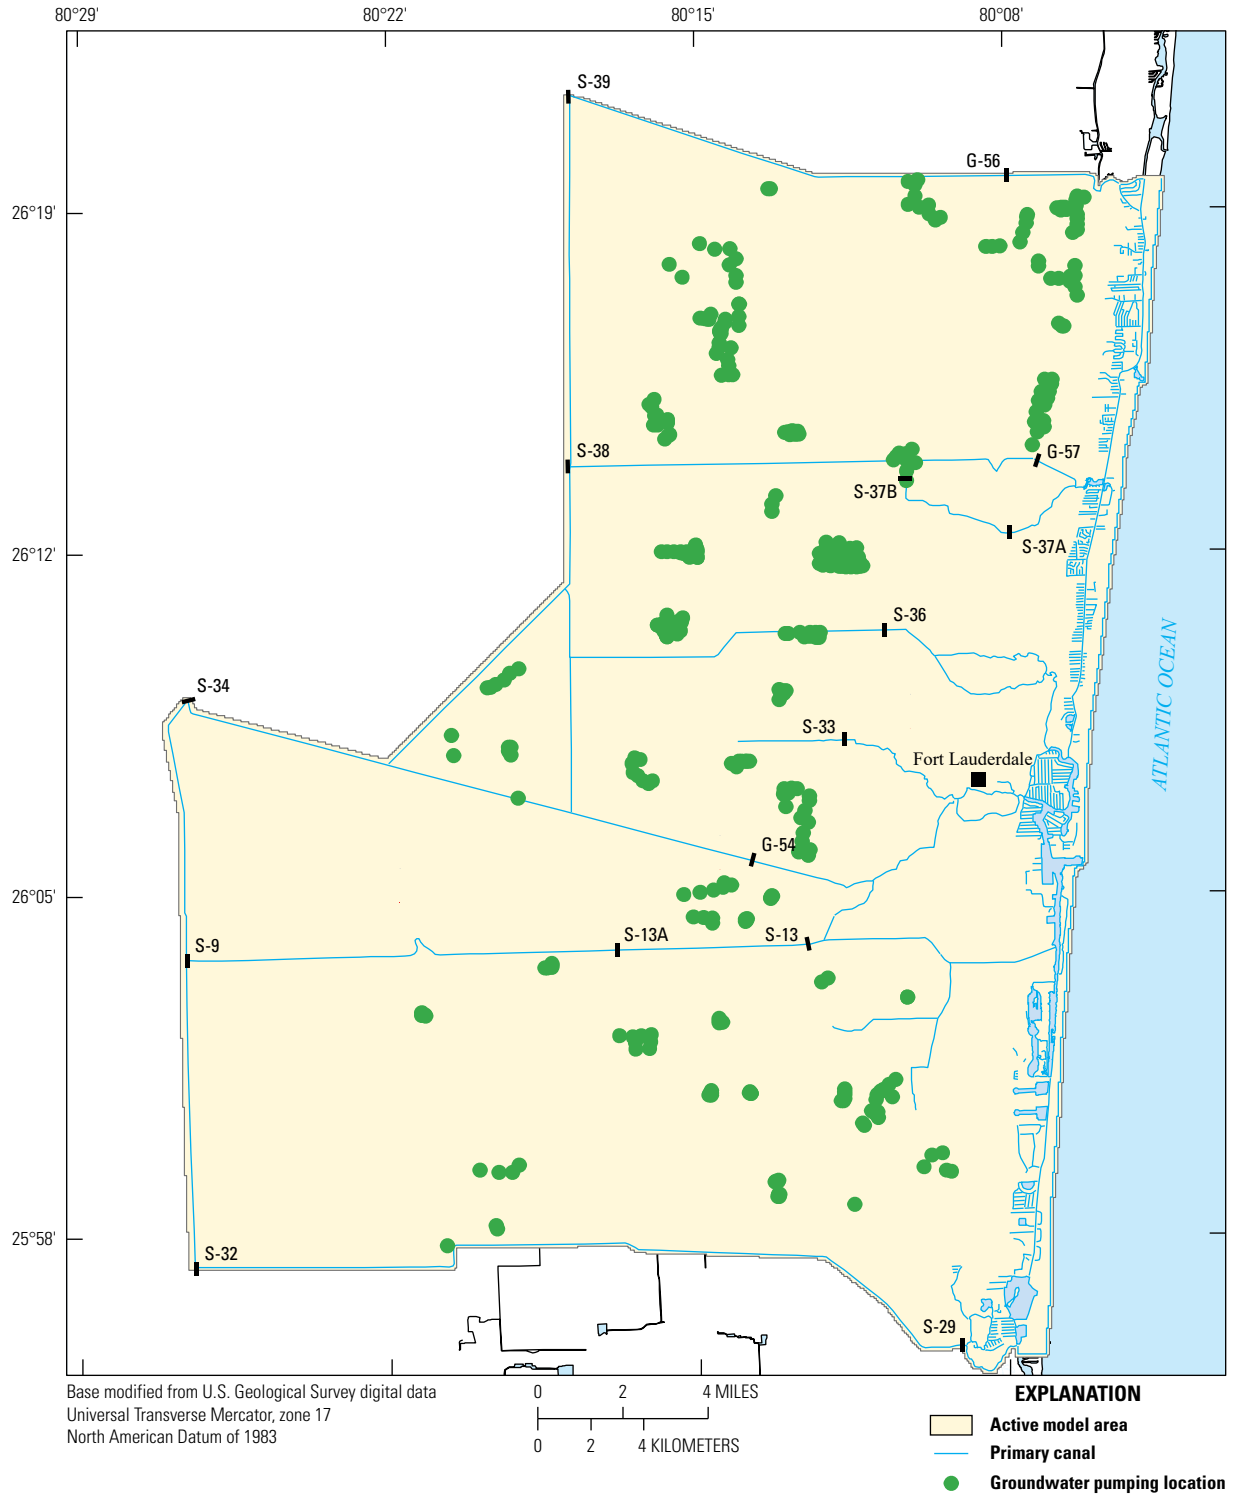 80°29' 80°22' 80°15' 80°08'
S-39
G-56
26°19'
S-38
G-57
S-37B
S-37A
26°12'
S-36
ATLANTIC OCEAN
S-34
S-33
Fort Lauderdale
G-54
26°05'
S-9
S-13A
S-13
25°58'
S-32
S-29
Base modified from U.S. Geological Survey digital data
Universal Transverse Mercator, zone 17
North American Datum of 1983
0 2 4 MILES
0 2 4 KILOMETERS
EXPLANATION
Active model area
Primary canal
Groundwater pumping location